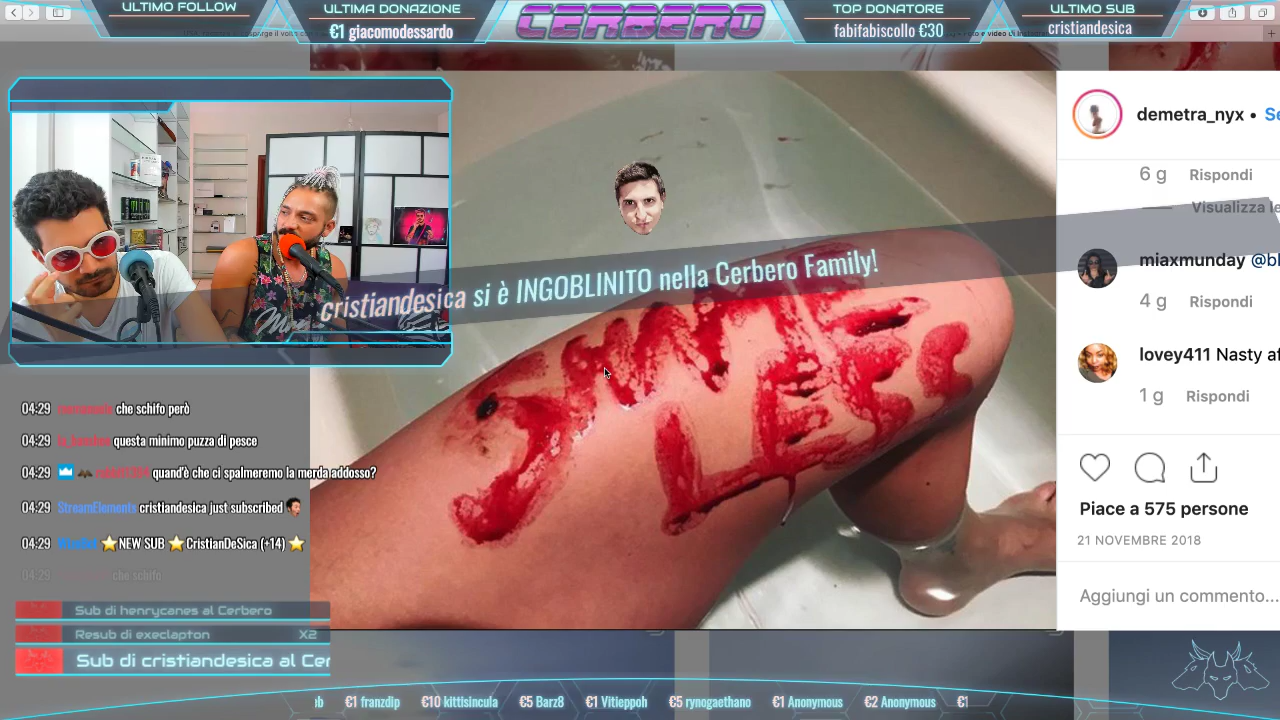 ULTIMO FOLLOW
ULTIMA DONAZIONE
€1 giacomodessardo
CERBERO
TOP DONATORE
fabifabiscollo €30
ULTIMO SUB
cristiandesica
demetra_nyx •
6 g Rispondi
Visualizza le
miaxmunday @bl
4 g Rispondi
lovey411 Nasty af
1 g Rispondi
Piace a 575 persone
21 NOVEMBRE 2018
Aggiungi un commento...
cristiandesica si è INGOBLINITO nella Cerbero Family!
SMILE
04:29 che schifo però
04:29 questa minimo puzza di pesce
04:29 quand'è che ci spalmeremo la merda addosso?
04:29 StreamElements cristiandesica just subscribed
04:29 NEW SUB CristianDeSica (+14)
04:29 che schifo
Sub di henrycanes al Cerbero
Resub di execlapton X2
Sub di cristiandesica al Cer
€1 franzdip €10 kittisincula €5 Barz8 €1 Vitieppoh €5 rynogaethano €1 Anonymous €2 Anonymous €1